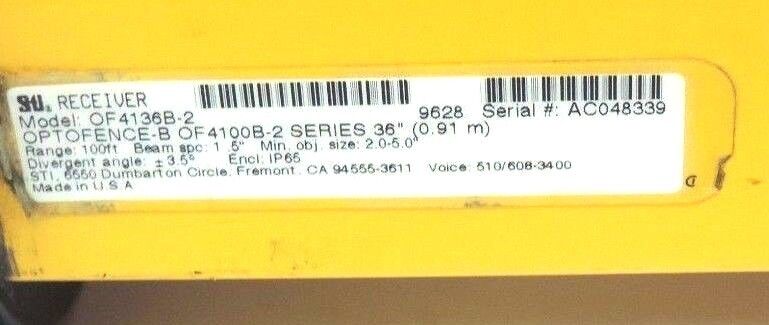 STI RECEIVER
Model: OF4136B-2 9628 Serial #: AC048339
OPTOFENCE-B OF4100B-2 SERIES 36" (0.91 m)
Range: 100ft Beam spc: 1.5" Min. obj. size: 2.0-5.0"
Divergent angle: ±3.5° Encl: IP65
STI, 6550 Dumbarton Circle, Fremont, CA 94555-3611 Voice: 510/608-3400
Made in U S A
D